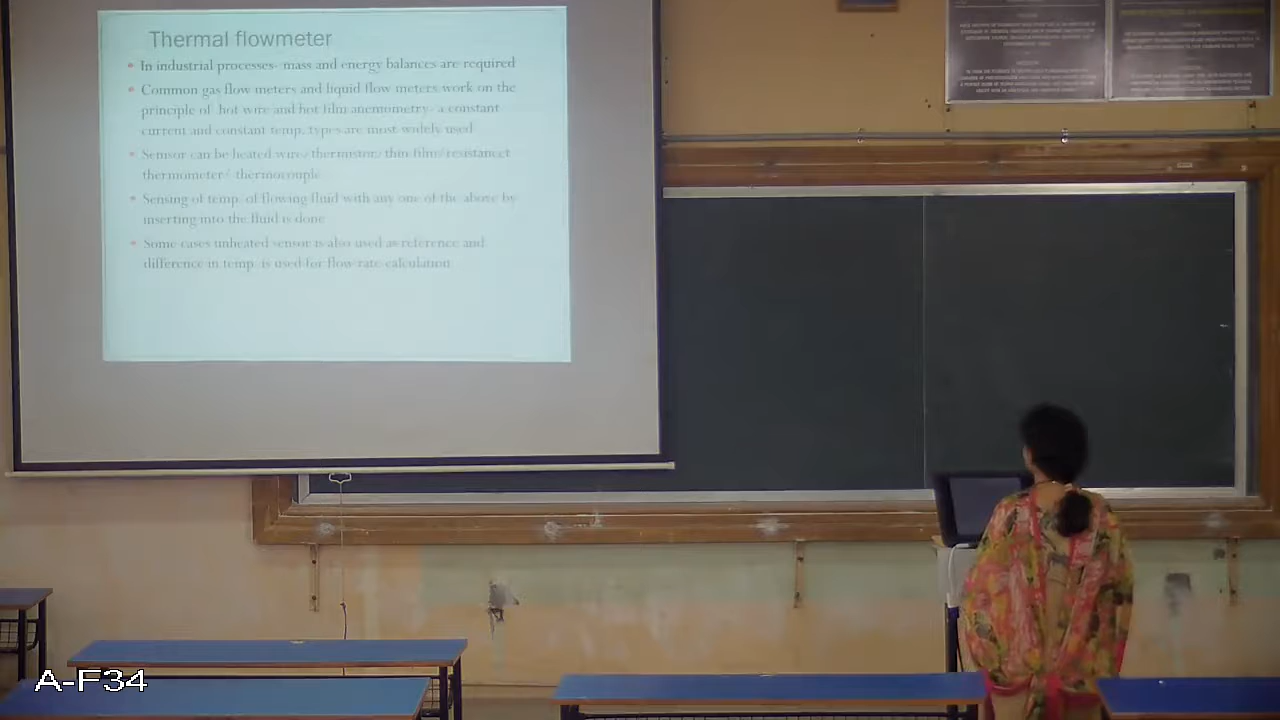 Thermal flowmeter
• In industrial processes- mass and energy balances are required
• Common gas flow meters and liquid flow meters work on the
principle of hot wire and hot film anemometry- a constant
current and constant temp. types are most widely used
• Sensor can be heated wire/ thermistor/ thin film/resistance
thermometer/ thermocouple
• Sensing of temp. of flowing fluid with any one of the above by
inserting into the fluid is done
• Some cases unheated sensor is also used as reference and
difference in temp. is used for flow rate calculation
A-F34